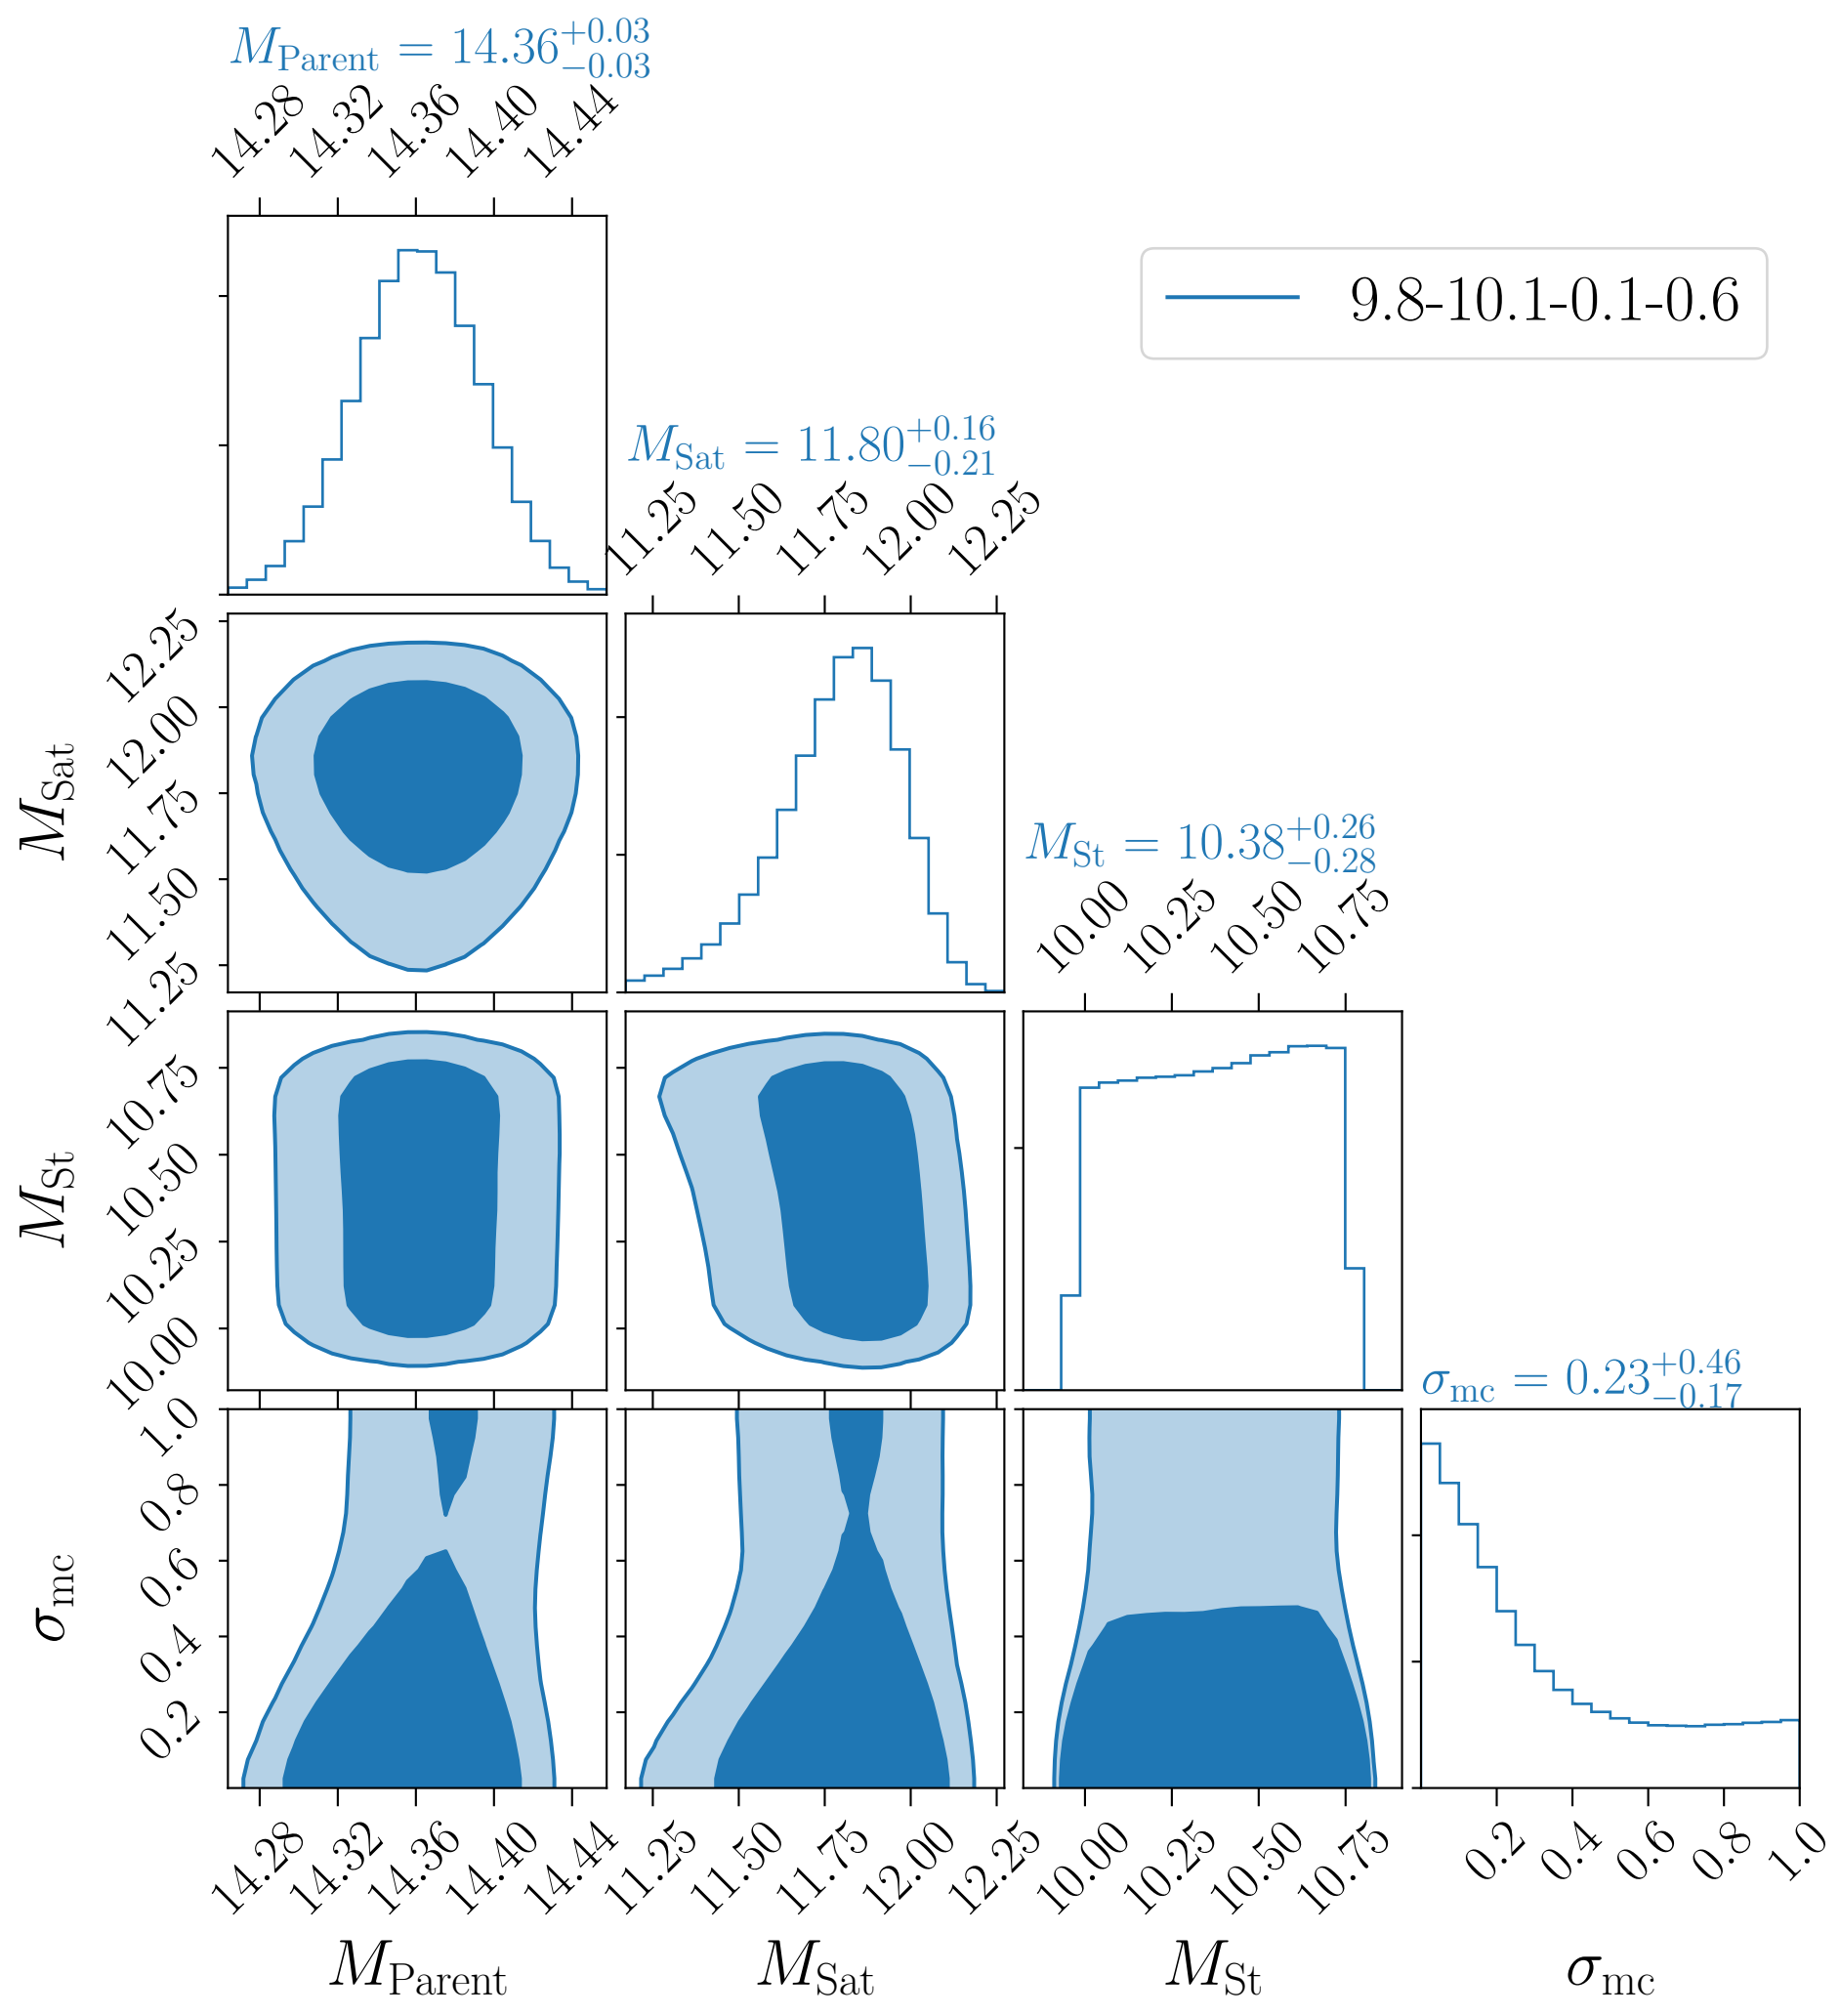 M_Parent = 14.36^{+0.03}_{-0.03}
14.28 14.32 14.36 14.40 14.44
9.8-10.1-0.1-0.6
M_Sat = 11.80^{+0.16}_{-0.21}
11.25 11.50 11.75 12.00 12.25
M_Sat
12.25
12.00
11.75
11.50
11.25
M_St = 10.38^{+0.26}_{-0.28}
10.00 10.25 10.50 10.75
M_St
10.75
10.50
10.25
10.00
σ_mc = 0.23^{+0.46}_{-0.17}
σ_mc
1.0
0.8
0.6
0.4
0.2
14.28 14.32 14.36 14.40 14.44
11.25 11.50 11.75 12.00 12.25
10.00 10.25 10.50 10.75
0.2 0.4 0.6 0.8 1.0
M_Parent
M_Sat
M_St
σ_mc